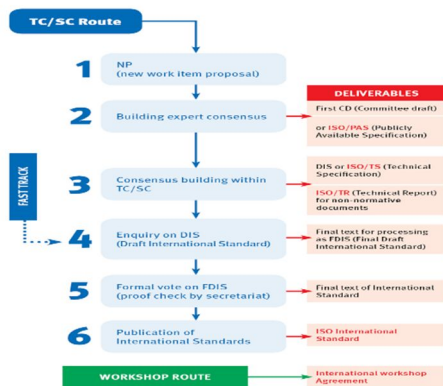 TC/SC Route
1
NP
(new work item proposal)
2
Building expert consensus
DELIVERABLES
First CD (Committee draft)
or ISO/PAS (Publicly
Available Specification)
3
Consensus building within
TC/SC
DIS or ISO/TS (Technical
Specification)
ISO/TR (Technical Report)
for non-normative
documents
FAST TRACK
4
Enquiry on DIS
(Draft International Standard)
Final text for processing
as FDIS (Final Draft
International Standard)
5
Formal vote on FDIS
(proof check by secretariat)
Final text of International
Standard
6
Publication of
International Standards
ISO International
Standard
WORKSHOP ROUTE
International workshop
Agreement